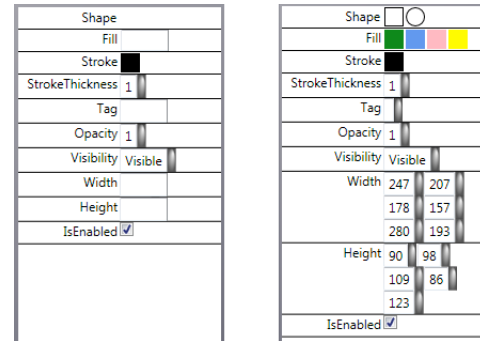 Shape
Fill
Stroke
StrokeThickness 1
Tag
Opacity 1
Visibility Visible
Width
Height
IsEnabled
Shape
Fill
Stroke
StrokeThickness 1
Tag
Opacity 1
Visibility Visible
Width 247 207
178 157
280 193
Height 90 98
109 86
123
IsEnabled